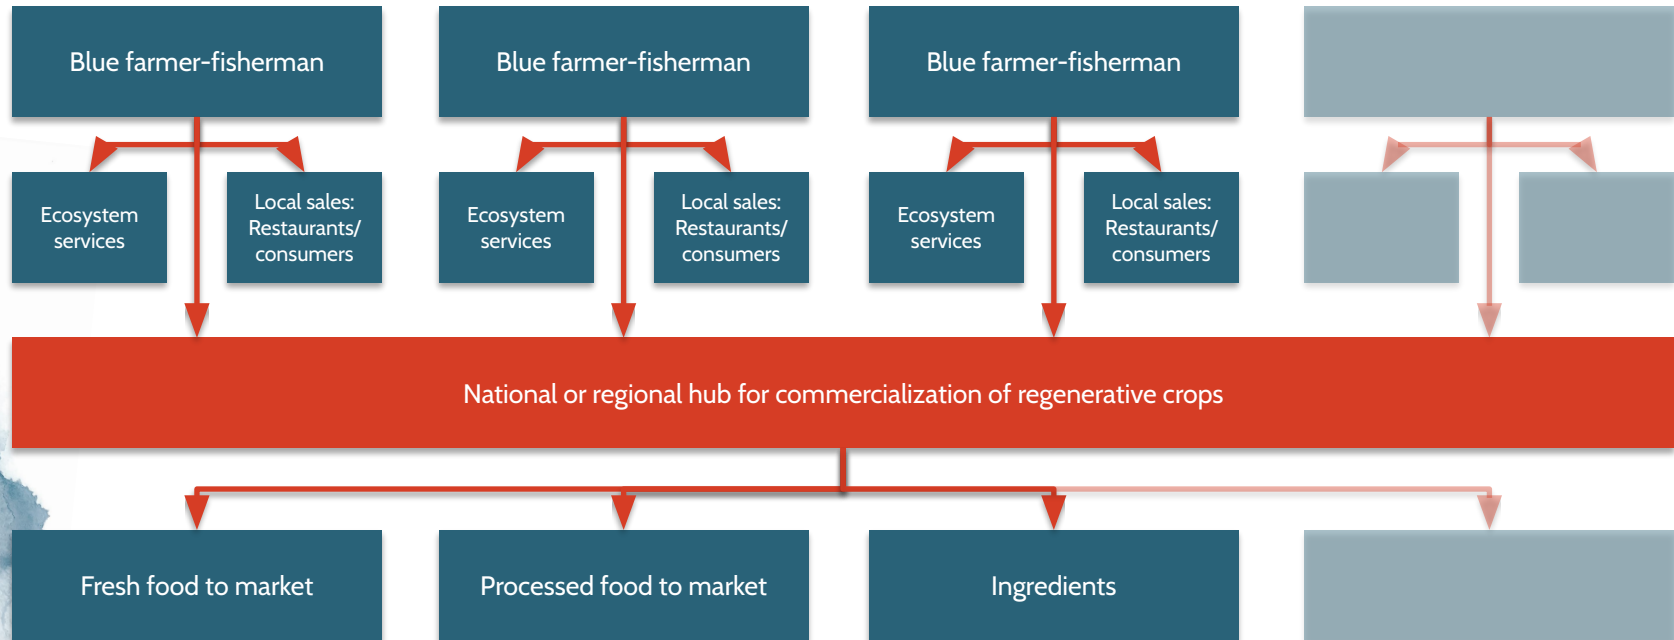 Blue farmer-fisherman
Blue farmer-fisherman
Blue farmer-fisherman
Ecosystem
services
Local sales:
Restaurants/
consumers
Ecosystem
services
Local sales:
Restaurants/
consumers
Ecosystem
services
Local sales:
Restaurants/
consumers
National or regional hub for commercialization of regenerative crops
Fresh food to market
Processed food to market
Ingredients